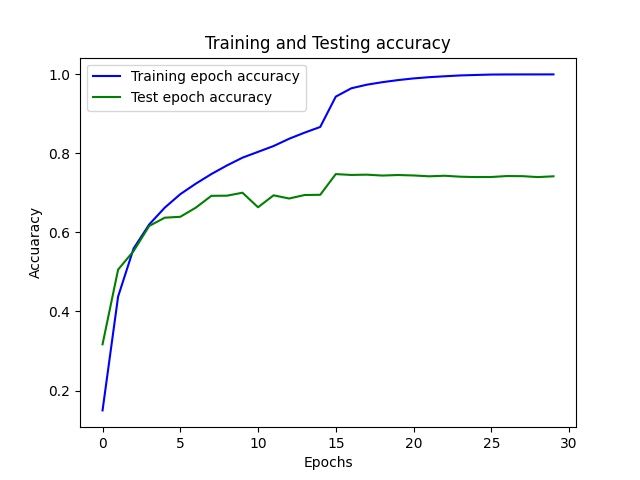 Training and Testing accuracy
Training epoch accuracy
Test epoch accuracy
1.0
0.8
0.6
0.4
0.2
Accuaracy
0 5 10 15 20 25 30
Epochs